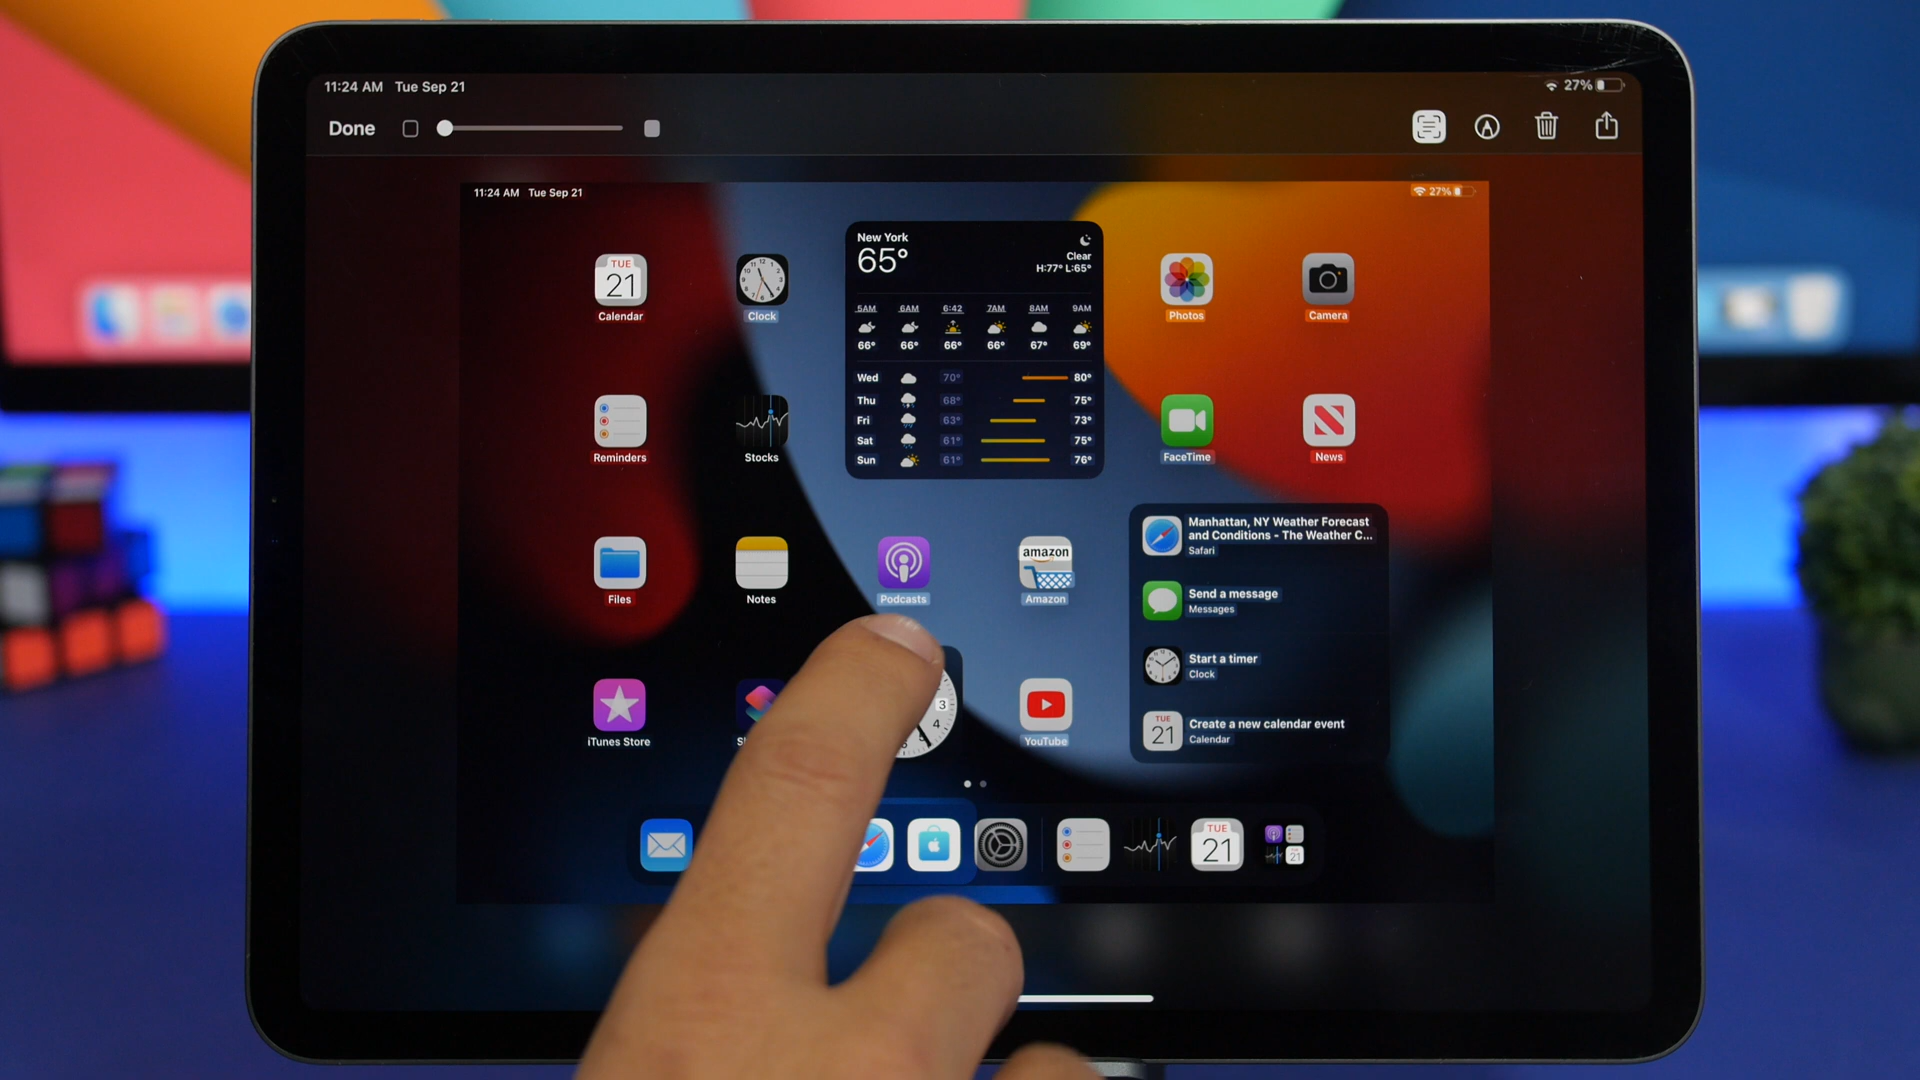 11:24 AM Tue Sep 21
27%
Done
11:24 AM Tue Sep 21
27%
TUE
21
Calendar
Clock
New York
65°
Clear
H:77° L:65°
5AM 6AM 6:42 7AM 8AM 9AM
66° 66° 66° 66° 67° 69°
Wed 70° 80°
Thu 68° 75°
Fri 63° 73°
Sat 61° 75°
Sun 61° 76°
Photos
Camera
Reminders
Stocks
FaceTime
News
Files
Notes
Podcasts
amazon
Amazon
Manhattan, NY Weather Forecast
and Conditions - The Weather C...
Safari
Send a message
Messages
Start a timer
Clock
TUE
21
Create a new calendar event
Calendar
iTunes Store
3
4
YouTube
TUE
21
21